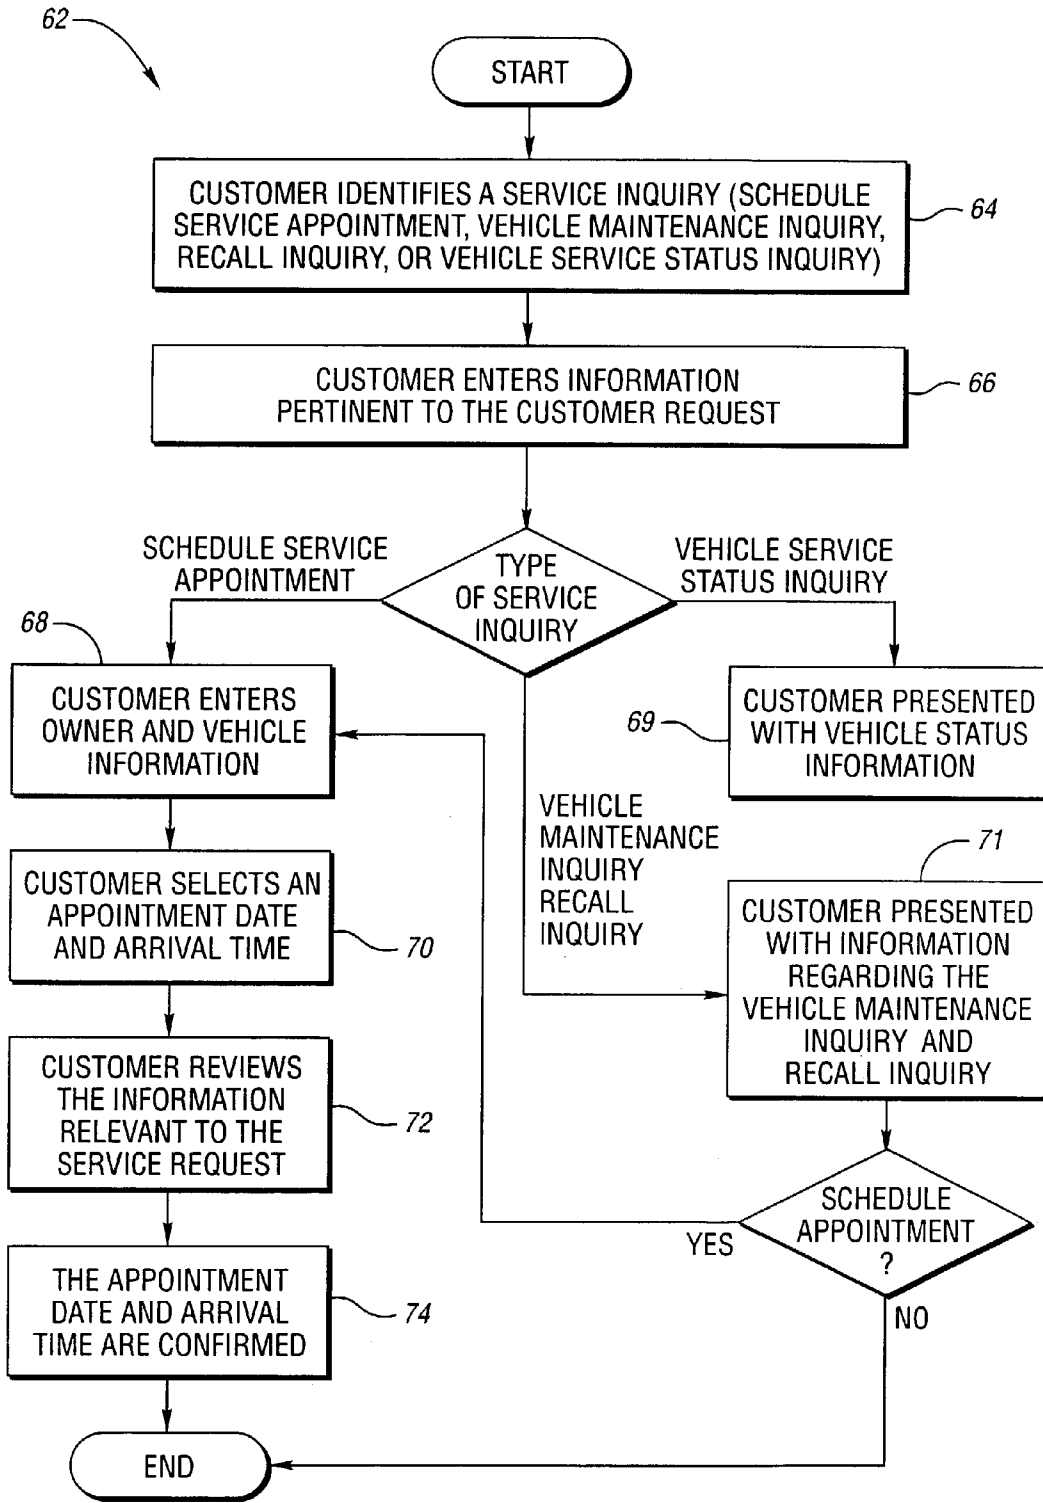 62
START
CUSTOMER IDENTIFIES A SERVICE INQUIRY (SCHEDULE
SERVICE APPOINTMENT, VEHICLE MAINTENANCE INQUIRY,
RECALL INQUIRY, OR VEHICLE SERVICE STATUS INQUIRY)
64
CUSTOMER ENTERS INFORMATION
PERTINENT TO THE CUSTOMER REQUEST
66
TYPE
OF SERVICE
INQUIRY
SCHEDULE SERVICE
APPOINTMENT
VEHICLE SERVICE
STATUS INQUIRY
68
CUSTOMER ENTERS
OWNER AND VEHICLE
INFORMATION
69
CUSTOMER PRESENTED
WITH VEHICLE STATUS
INFORMATION
VEHICLE
MAINTENANCE
INQUIRY
RECALL
INQUIRY
71
CUSTOMER PRESENTED
WITH INFORMATION
REGARDING THE
VEHICLE MAINTENANCE
INQUIRY AND
RECALL INQUIRY
CUSTOMER SELECTS AN
APPOINTMENT DATE
AND ARRIVAL TIME
70
CUSTOMER REVIEWS
THE INFORMATION
RELEVANT TO THE
SERVICE REQUEST
72
SCHEDULE
APPOINTMENT
?
YES
NO
THE APPOINTMENT
DATE AND ARRIVAL
TIME ARE CONFIRMED
74
END